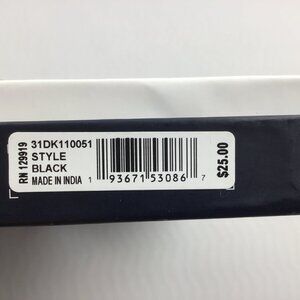 RN 129919
31DK110051
STYLE
BLACK
MADE IN INDIA
1 93671 53086 7
$25.00